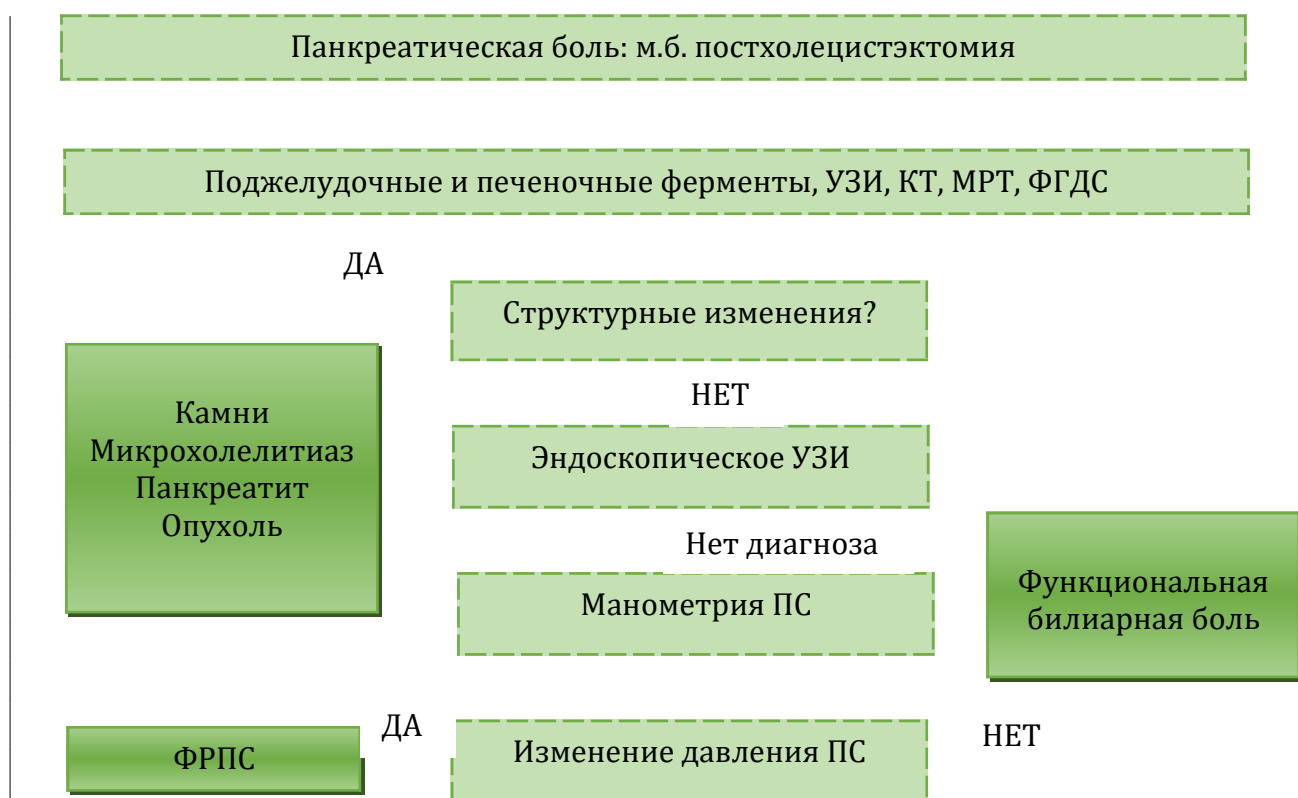 Панкреатическая боль: м.б. постхолецистэктомия
Поджелудочные и печеночные ферменты, УЗИ, КТ, МРТ, ФГДС
ДА
Структурные изменения?
Камни
Микрохолелитиаз
Панкреатит
Опухоль
НЕТ
Эндоскопическое УЗИ
Нет диагноза
Манометрия ПС
Функциональная
билиарная боль
ФРПС
ДА
Изменение давления ПС
НЕТ